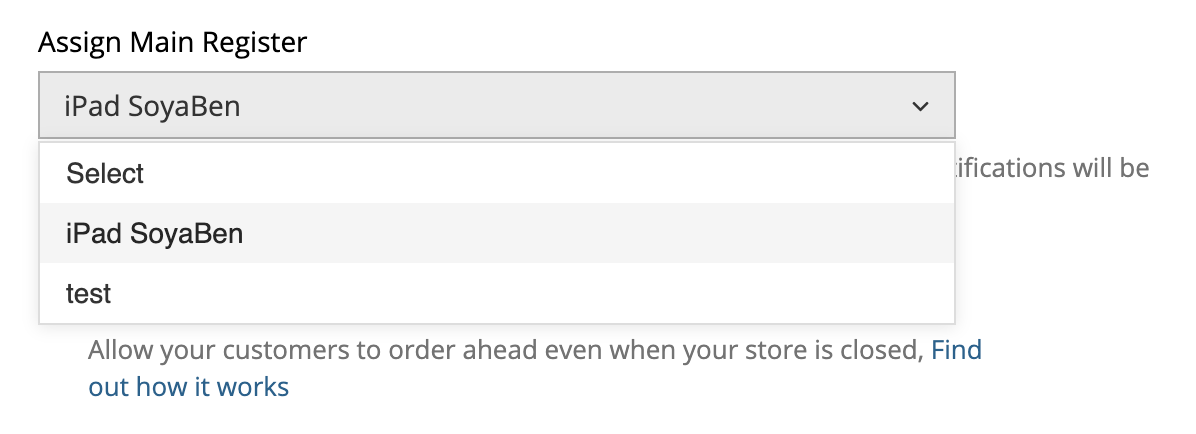 Assign Main Register
iPad SoyaBen
Select
will be
iPad SoyaBen
test
Allow your customers to order ahead even when your store is closed, Find
out how it works